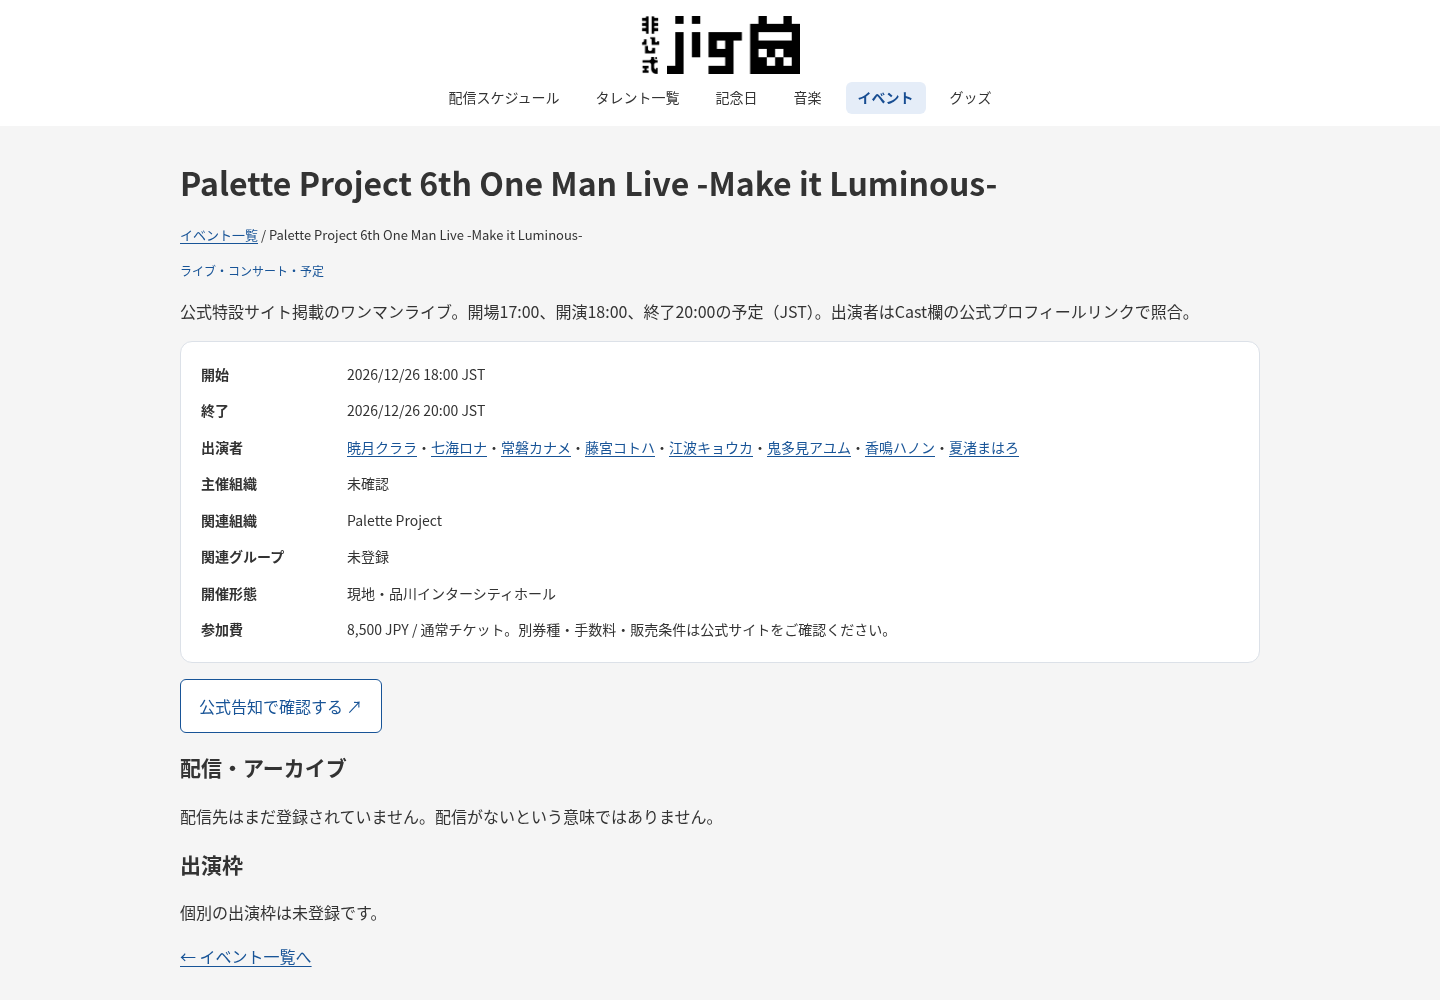 非公式 jig苗
配信スケジュール タレント一覧 記念日 音楽 イベント グッズ
Palette Project 6th One Man Live -Make it Luminous-
イベント一覧 / Palette Project 6th One Man Live -Make it Luminous-
ライブ・コンサート・予定
公式特設サイト掲載のワンマンライブ。開場17:00、開演18:00、終了20:00の予定（JST）。出演者はCast欄の公式プロフィールリンクで照合。
開始 2026/12/26 18:00 JST
終了 2026/12/26 20:00 JST
出演者 暁月クララ・七海ロナ・常磐カナメ・藤宮コトハ・江波キョウカ・鬼多見アユム・香鳴ハノン・夏渚まはろ
主催組織 未確認
関連組織 Palette Project
関連グループ 未登録
開催形態 現地・品川インターシティホール
参加費 8,500 JPY / 通常チケット。別券種・手数料・販売条件は公式サイトをご確認ください。
公式告知で確認する ↗
配信・アーカイブ
配信先はまだ登録されていません。配信がないという意味ではありません。
出演枠
個別の出演枠は未登録です。
← イベント一覧へ